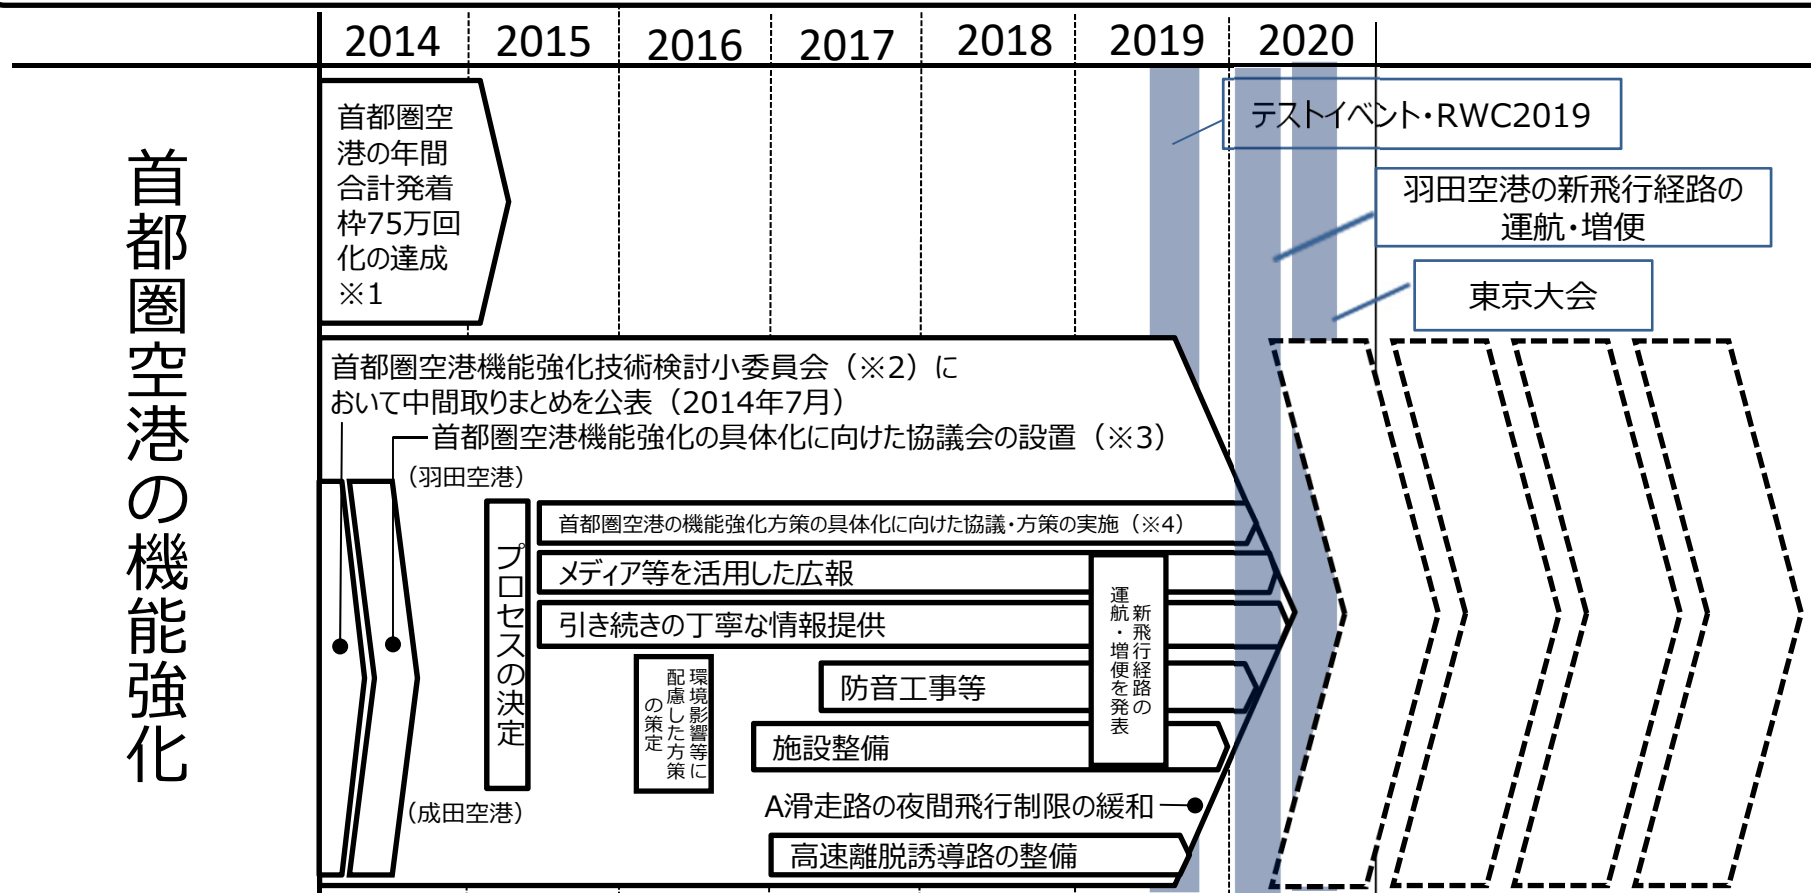 2014 2015 2016 2017 2018 2019 2020
首都圏空港の機能強化
首都圏空
港の年間
合計発着
枠75万回
化の達成
※1
テストイベント・RWC2019
羽田空港の新飛行経路の
運航・増便
東京大会
首都圏空港機能強化技術検討小委員会（※2）に
おいて中間取りまとめを公表（2014年7月）
首都圏空港機能強化の具体化に向けた協議会の設置（※3）
（羽田空港）
プロセスの決定
首都圏空港の機能強化方策の具体化に向けた協議・方策の実施（※4）
メディア等を活用した広報
引き続きの丁寧な情報提供
環境影響等に
配慮した方策
の策定
防音工事等
施設整備
新飛行経路の
運航・増便を発表
A滑走路の夜間飛行制限の緩和
（成田空港）
高速離脱誘導路の整備